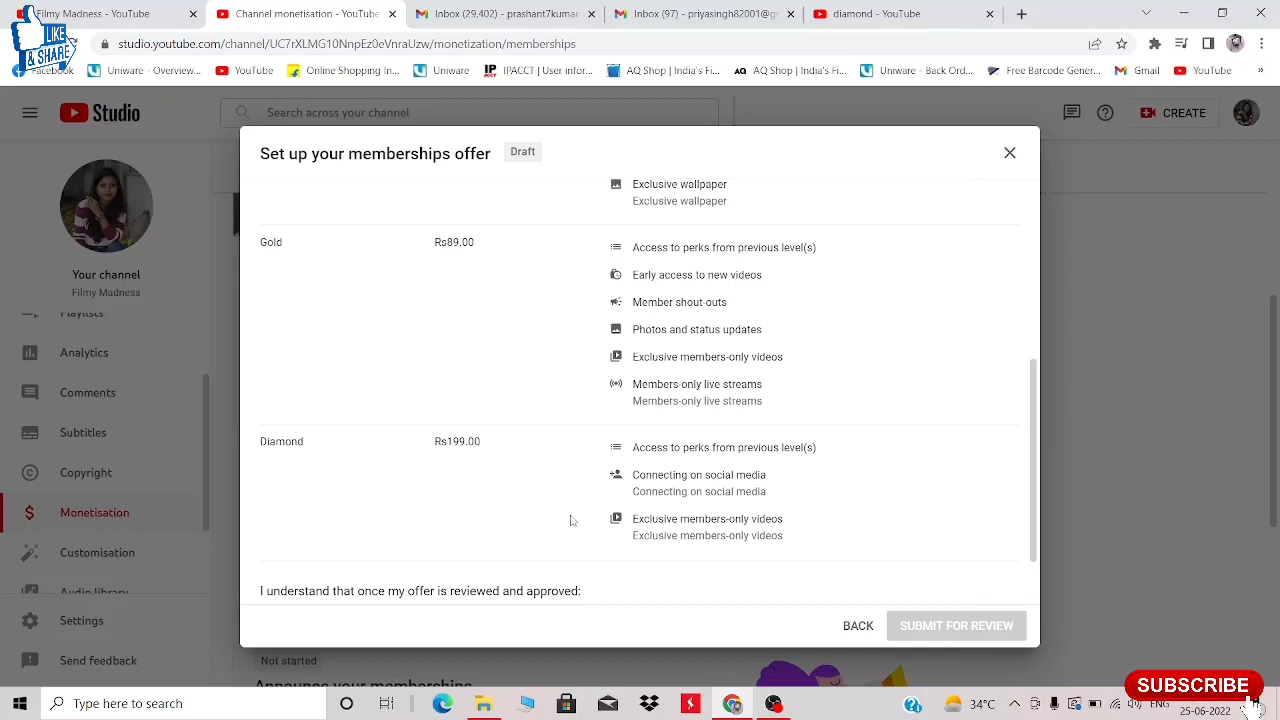 Filmy Madness - YouTube
YouTube Studio
Inbox (92) - prashant7kumar
Inbox (97) - priti
diamond - YouTube
LIKE
& SHARE
studio.youtube.com/channel/UC7rXLMG10NnpEz0eVnraUzw/monetization/memberships
Facebook
Uniware - Overview...
YouTube
Online Shopping In...
Uniware
IPACCT | User infor...
AQ Shop | India's Fi...
AQ Shop | India's Fi...
Uniware - Back Ord...
Free Barcode Gener...
Gmail
YouTube
»
Studio
Search across your channel
CREATE
Set up your memberships offer
Draft
Exclusive wallpaper
Exclusive wallpaper
Gold
Rs89.00
Access to perks from previous level(s)
Early access to new videos
Member shout-outs
Photos and status updates
Exclusive members-only videos
Members-only live streams
Members-only live streams
Diamond
Rs199.00
Access to perks from previous level(s)
Connecting on social media
Connecting on social media
Exclusive members-only videos
Exclusive members-only videos
I understand that once my offer is reviewed and approved:
BACK
SUBMIT FOR REVIEW
Your channel
Filmy Madness
Playlists
Analytics
Comments
Subtitles
Copyright
Monetisation
Customisation
Audio library
Settings
Send feedback
Not started
Announce your memberships
SUBSCRIBE
Type here to search
34°C
ENG
25-06-2022